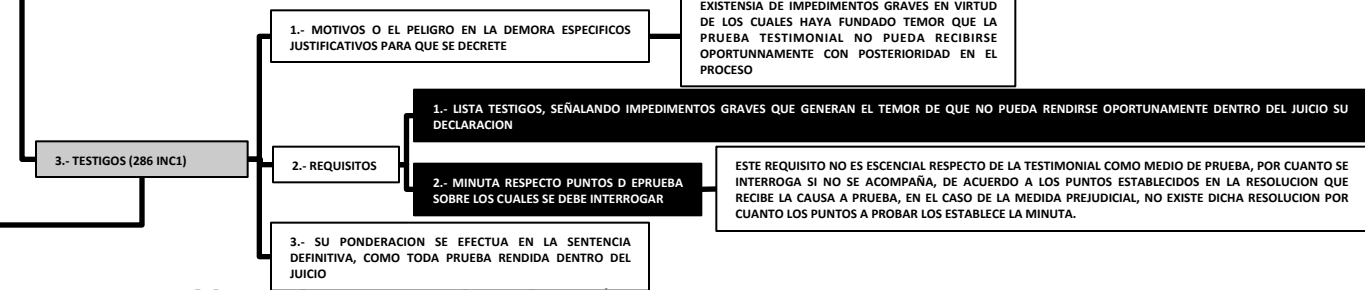 EXISTENSIA DE IMPEDIMENTOS GRAVES EN VIRTUD
DE LOS CUALES HAYA FUNDADO TEMOR QUE LA
PRUEBA TESTIMONIAL NO PUEDA RECIBIRSE
OPORTUNNAMENTE CON POSTERIORIDAD EN EL
PROCESO
1.- MOTIVOS O EL PELIGRO EN LA DEMORA ESPECIFICOS
JUSTIFICATIVOS PARA QUE SE DECRETE
1.- LISTA TESTIGOS, SEÑALANDO IMPEDIMENTOS GRAVES QUE GENERAN EL TEMOR DE QUE NO PUEDA RENDIRSE OPORTUNAMENTE DENTRO DEL JUICIO SU
DECLARACION
3.- TESTIGOS (286 INC1)
2.- REQUISITOS
2.- MINUTA RESPECTO PUNTOS D EPRUEBA
SOBRE LOS CUALES SE DEBE INTERROGAR
ESTE REQUISITO NO ES ESCENCIAL RESPECTO DE LA TESTIMONIAL COMO MEDIO DE PRUEBA, POR CUANTO SE
INTERROGA SI NO SE ACOMPAÑA, DE ACUERDO A LOS PUNTOS ESTABLECIDOS EN LA RESOLUCION QUE
RECIBE LA CAUSA A PRUEBA, EN EL CASO DE LA MEDIDA PREJUDICIAL, NO EXISTE DICHA RESOLUCION POR
CUANTO LOS PUNTOS A PROBAR LOS ESTABLECE LA MINUTA.
3.- SU PONDERACION SE EFECTUA EN LA SENTENCIA
DEFINITIVA, COMO TODA PRUEBA RENDIDA DENTRO DEL
JUICIO